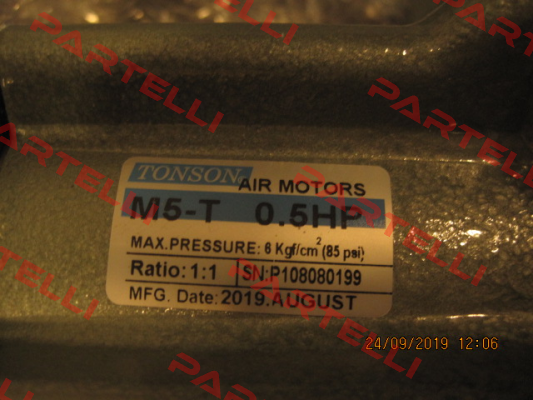 PARTELLI
PARTELLI
PARTELLI
PARTELLI
TONSON AIR MOTORS
M5-T 0.5HP
MAX.PRESSURE: 6 Kgf/cm² (85 psi)
Ratio: 1:1 SN:P108080199
MFG. Date: 2019.AUGUST
24/09/2019 12:06